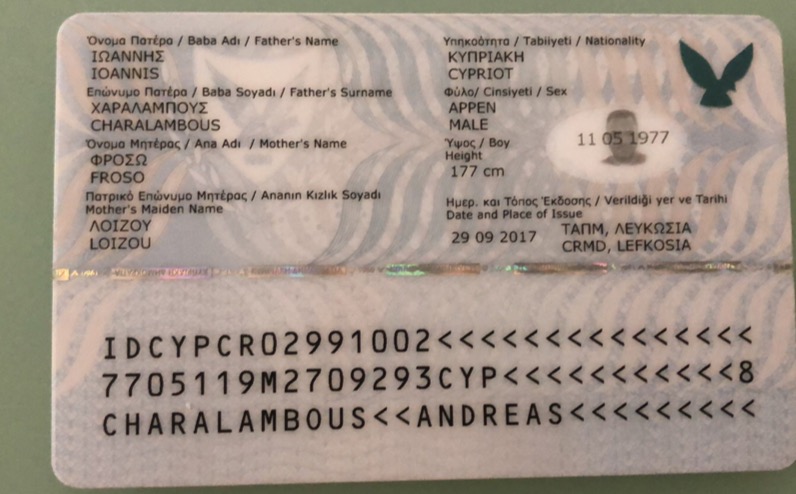 Όνομα Πατέρα / Baba Adı / Father's Name
ΙΩΑΝΝΗΣ
IOANNIS
Επώνυμο Πατέρα / Baba Soyadı / Father's Surname
ΧΑΡΑΛΑΜΠΟΥΣ
CHARALAMBOUS
Όνομα Μητέρας / Ana Adı / Mother's Name
ΦΡΟΣΩ
FROSO
Πατρικό Επώνυμο Μητέρας / Ananın Kızlık Soyadı
Mother's Maiden Name
ΛΟΙΖΟΥ
LOIZOU
Υπηκοότητα / Tabiiyeti / Nationality
ΚΥΠΡΙΑΚΗ
CYPRIOT
Φύλο/ Cinsiyeti / Sex
ΑΡΡΕΝ
MALE
Ύψος / Boy
Height
177 cm
11 05 1977
Ημερ. και Τόπος Έκδοσης / Verildiği yer ve Tarihi
Date and Place of Issue
29 09 2017
ΤΑΠΜ, ΛΕΥΚΩΣΙΑ
CRMD, LEFKOSIA
IDCYPCR02991002<<<<<<<<<<<<<<<
7705119M2709293CYP<<<<<<<<<<<8
CHARALAMBOUS<<ANDREAS<<<<<<<<<